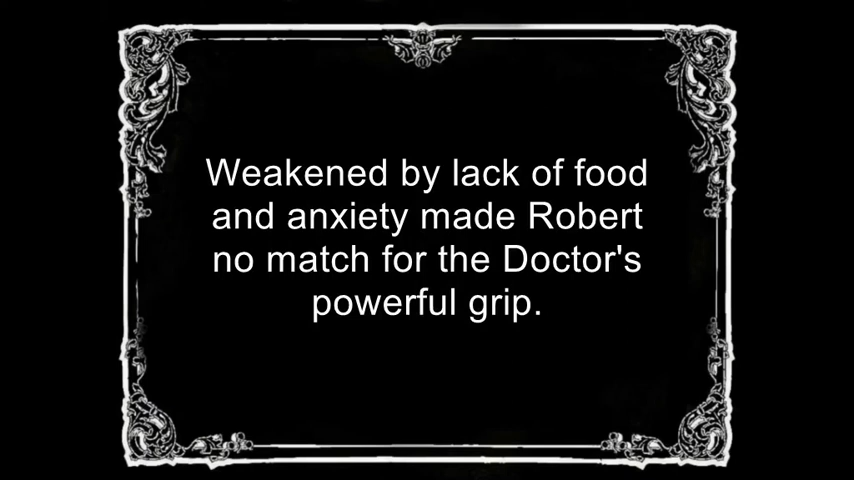 Weakened by lack of food
and anxiety made Robert
no match for the Doctor's
powerful grip.